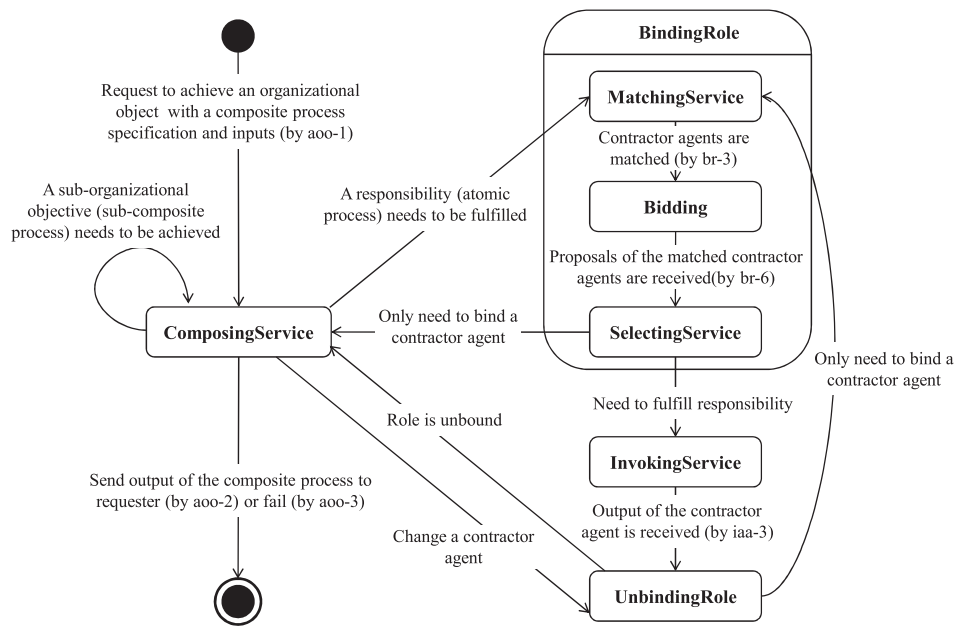 BindingRole
MatchingService
Request to achieve an organizational
object with a composite process
specification and inputs (by aoo-1)
Contractor agents are
matched (by br-3)
A sub-organizational
objective (sub-composite
process) needs to be achieved
A responsibility (atomic
process) needs to be fulfilled
Bidding
Proposals of the matched contractor
agents are received(by br-6)
ComposingService
Only need to bind a
contractor agent
SelectingService
Only need to bind a
contractor agent
Need to fulfill responsibility
Role is unbound
InvokingService
Send output of the composite process to
requester (by aoo-2) or fail (by aoo-3)
Output of the contractor
agent is received (by iaa-3)
Change a contractor
agent
UnbindingRole